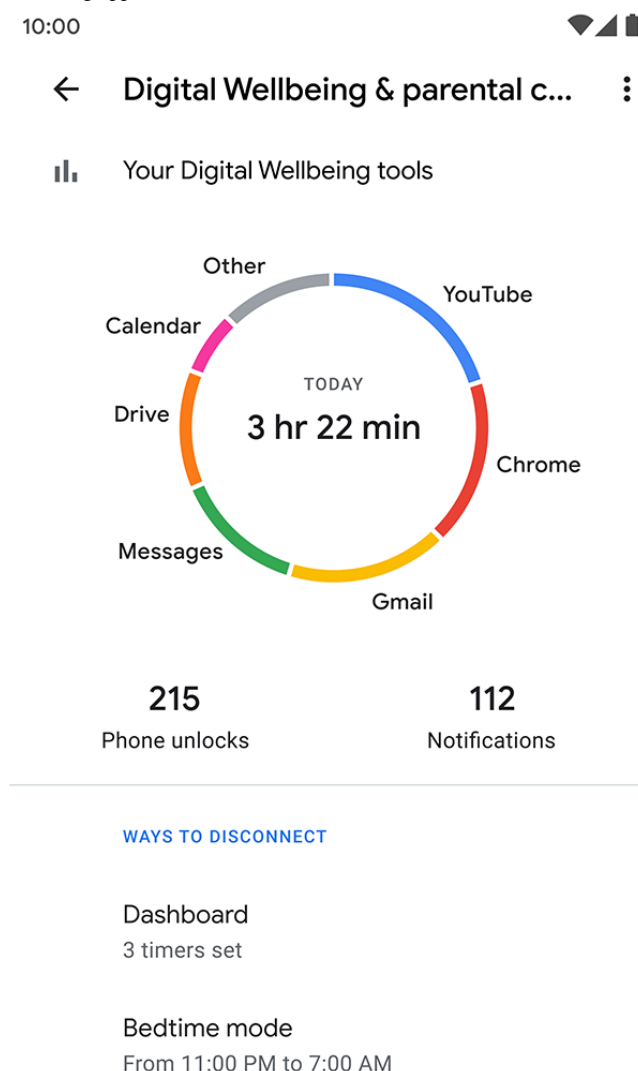 10:00
Digital Wellbeing & parental c...
Your Digital Wellbeing tools
Other
YouTube
Calendar
TODAY
Drive
3 hr 22 min
Chrome
Messages
Gmail
215
112
Phone unlocks
Notifications
WAYS TO DISCONNECT
Dashboard
3 timers set
Bedtime mode
From 11:00 PM to 7:00 AM